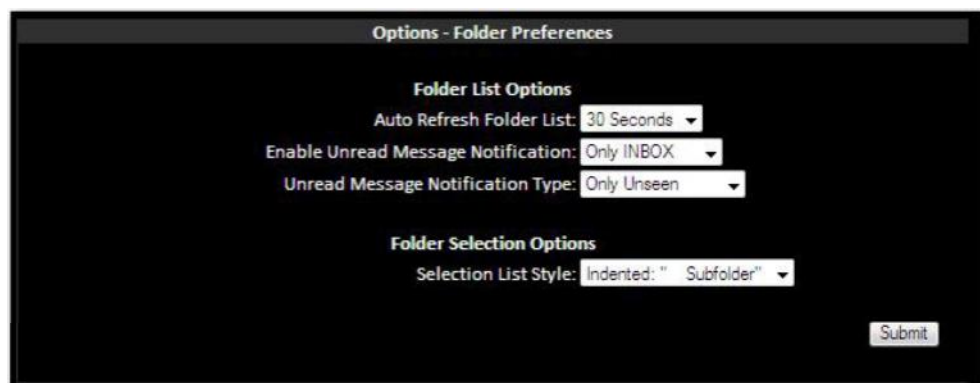 Options - Folder Preferences
Folder List Options
Auto Refresh Folder List: 30 Seconds
Enable Unread Message Notification: Only INBOX
Unread Message Notification Type: Only Unseen
Folder Selection Options
Selection List Style: Indented: "    Subfolder"
Submit